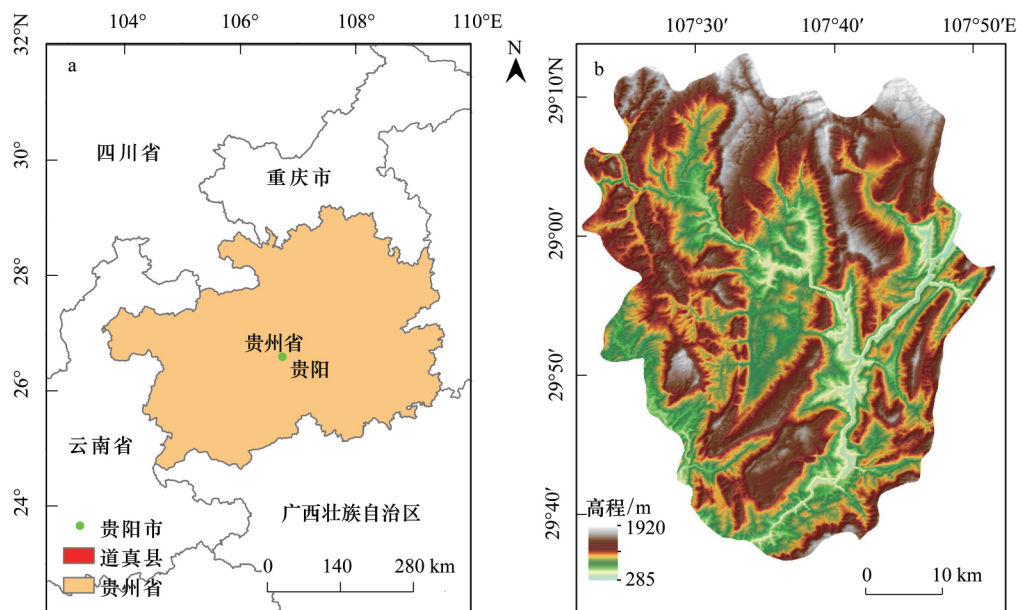 104°
106°
108°
110°E
32°N
30°
28°
26°
24°
a
N
四川省
重庆市
贵州省
贵阳
云南省
广西壮族自治区
贵阳市
道真县
贵州省
0 140 280 km
107°30′
107°40′
107°50′E
29°10′N
29°00′
29°50′
29°40′
b
高程/m
1920
285
0 10 km